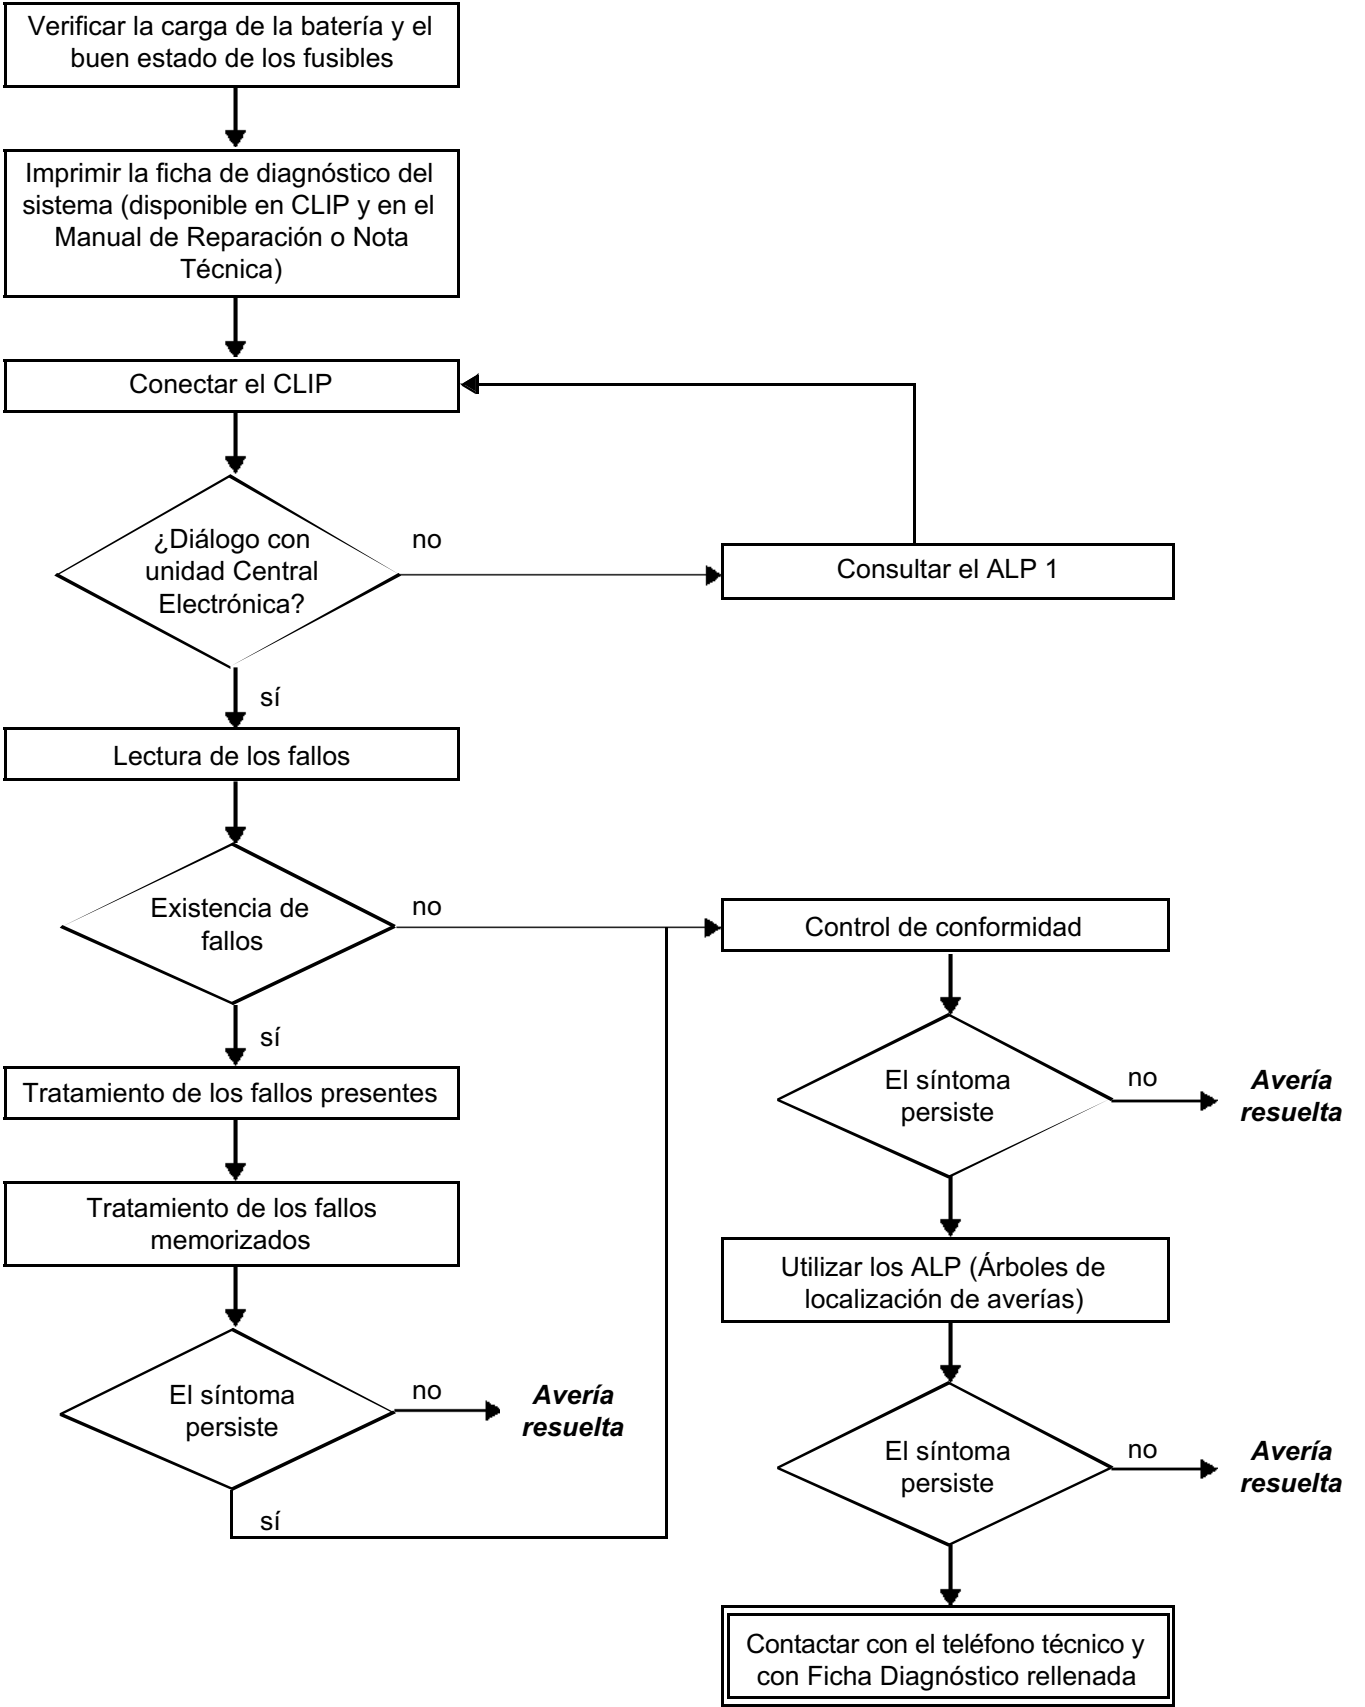 Verificar la carga de la batería y el
buen estado de los fusibles
Imprimir la ficha de diagnóstico del
sistema (disponible en CLIP y en el
Manual de Reparación o Nota
Técnica)
Conectar el CLIP
¿Diálogo con
unidad Central
Electrónica?
no
Consultar el ALP 1
sí
Lectura de los fallos
Existencia de
fallos
no
Control de conformidad
sí
Tratamiento de los fallos presentes
El síntoma
persiste
no
Avería
resuelta
Tratamiento de los fallos
memorizados
Utilizar los ALP (Árboles de
localización de averías)
El síntoma
persiste
no
Avería
resuelta
sí
El síntoma
persiste
no
Avería
resuelta
Contactar con el teléfono técnico y
con Ficha Diagnóstico rellenada